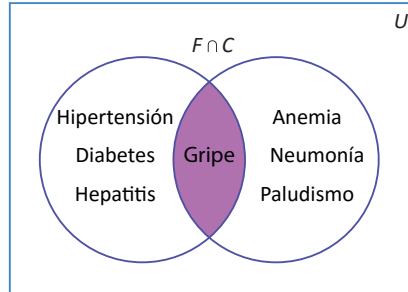 U
F ∩ C
Hipertensión
Diabetes
Hepatitis
Gripe
Anemia
Neumonía
Paludismo